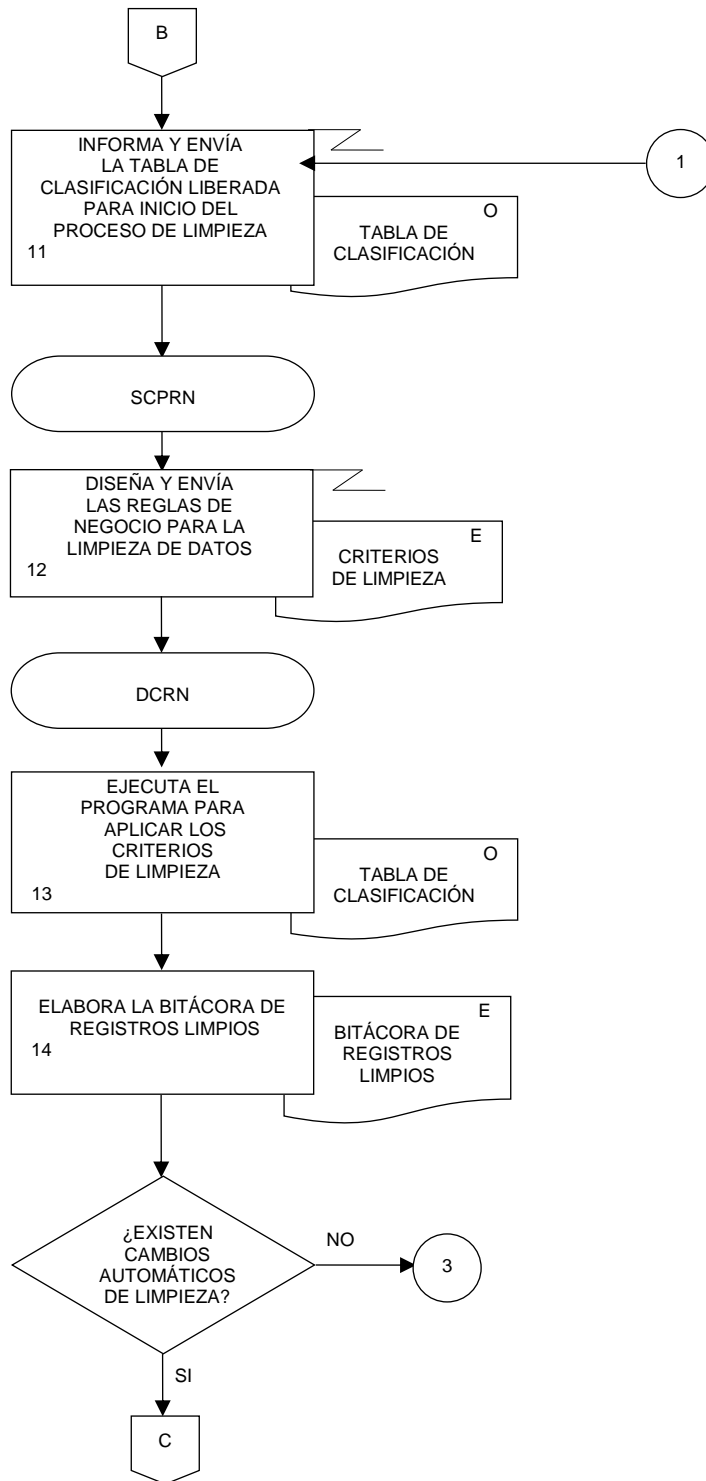 B
INFORMA Y ENVÍA
LA TABLA DE
CLASIFICACIÓN LIBERADA
PARA INICIO DEL
PROCESO DE LIMPIEZA
11
1
O
TABLA DE
CLASIFICACIÓN
SCPRN
DISEÑA Y ENVÍA
LAS REGLAS DE
NEGOCIO PARA LA
LIMPIEZA DE DATOS
12
E
CRITERIOS
DE LIMPIEZA
DCRN
EJECUTA EL
PROGRAMA PARA
APLICAR LOS
CRITERIOS
DE LIMPIEZA
13
O
TABLA DE
CLASIFICACIÓN
ELABORA LA BITÁCORA DE
REGISTROS LIMPIOS
14
E
BITÁCORA DE
REGISTROS
LIMPIOS
¿EXISTEN
CAMBIOS
AUTOMÁTICOS
DE LIMPIEZA?
NO
3
SI
C